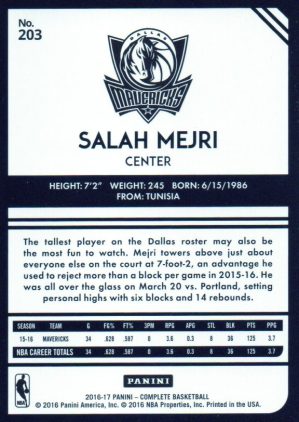 No.
203
DALLAS
MAVERICKS
SALAH MEJRI
CENTER
HEIGHT: 7'2" WEIGHT: 245 BORN: 6/15/1986
FROM: TUNISIA
The tallest player on the Dallas roster may also be
the most fun to watch. Mejri towers above just about
everyone else on the court at 7-foot-2, an advantage he
used to reject more than a block per game in 2015-16. He
was all over the glass on March 20 vs. Portland, setting
personal highs with six blocks and 14 rebounds.
SEASON TEAM G FG% FT% 3PM RPG APG STL BLK PTS PPG
15-16 MAVERICKS 34 .628 .587 0 3.6 0.3 8 36 125 3.7
NBA CAREER TOTALS 34 .628 .587 0 3.6 0.3 8 36 125 3.7
NBA
PANINI
2016-17 PANINI – COMPLETE BASKETBALL
© 2016 Panini America, Inc. © 2016 NBA Properties, Inc. Printed in the USA.